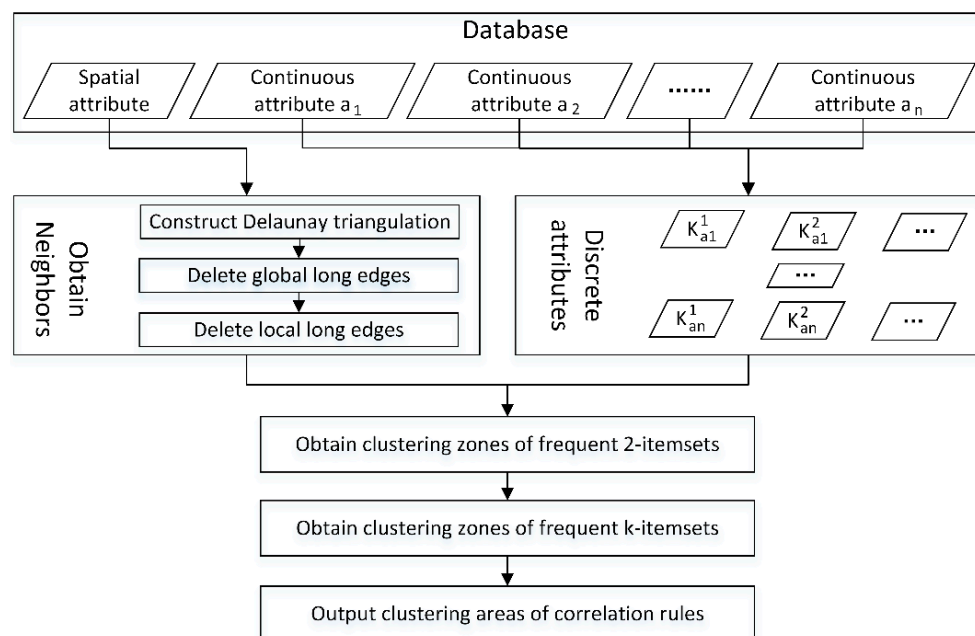 Database
Spatial
attribute
Continuous
attribute a1
Continuous
attribute a2
······
Continuous
attribute an
Obtain
Neighbors
Construct Delaunay triangulation
Delete global long edges
Delete local long edges
Discrete
attributes
K¹a1
K²a1
···
···
K¹an
K²an
···
Obtain clustering zones of frequent 2-itemsets
Obtain clustering zones of frequent k-itemsets
Output clustering areas of correlation rules